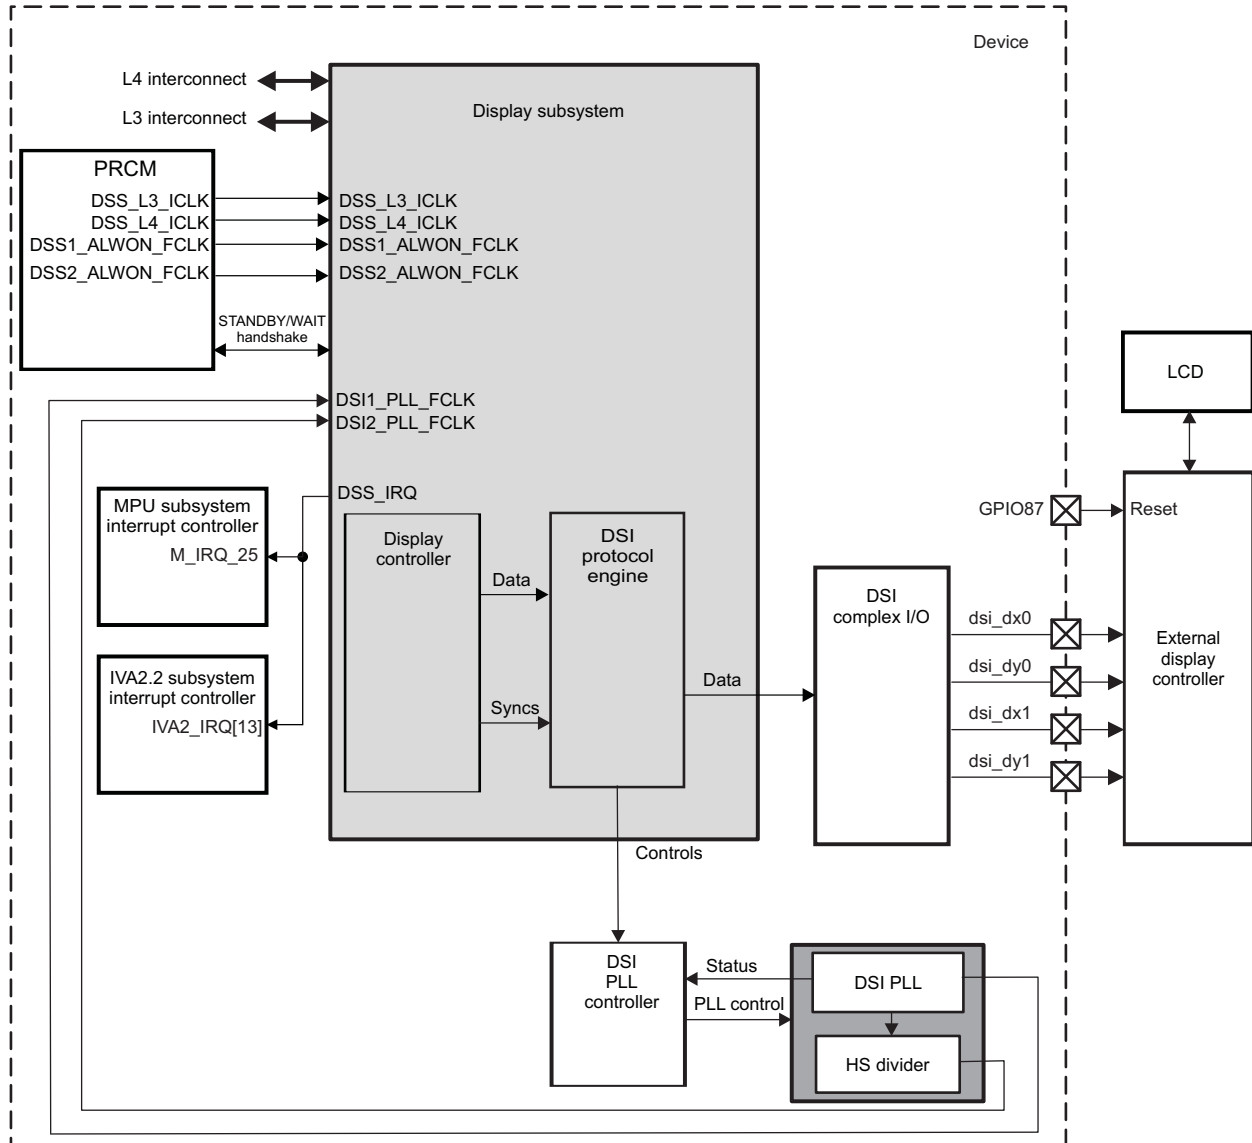 Device
L4 interconnect
L3 interconnect
Display subsystem
PRCM
DSS_L3_ICLK
DSS_L4_ICLK
DSS1_ALWON_FCLK
DSS2_ALWON_FCLK
DSS_L3_ICLK
DSS_L4_ICLK
DSS1_ALWON_FCLK
DSS2_ALWON_FCLK
STANDBY/WAIT
handshake
DSI1_PLL_FCLK
DSI2_PLL_FCLK
LCD
DSS_IRQ
MPU subsystem
interrupt controller
M_IRQ_25
IVA2.2 subsystem
interrupt controller
IVA2_IRQ[13]
Display
controller
Data
Syncs
DSI
protocol
engine
Data
DSI
complex I/O
GPIO87
Reset
dsi_dx0
dsi_dy0
dsi_dx1
dsi_dy1
External
display
controller
Controls
DSI
PLL
controller
Status
PLL control
DSI PLL
HS divider